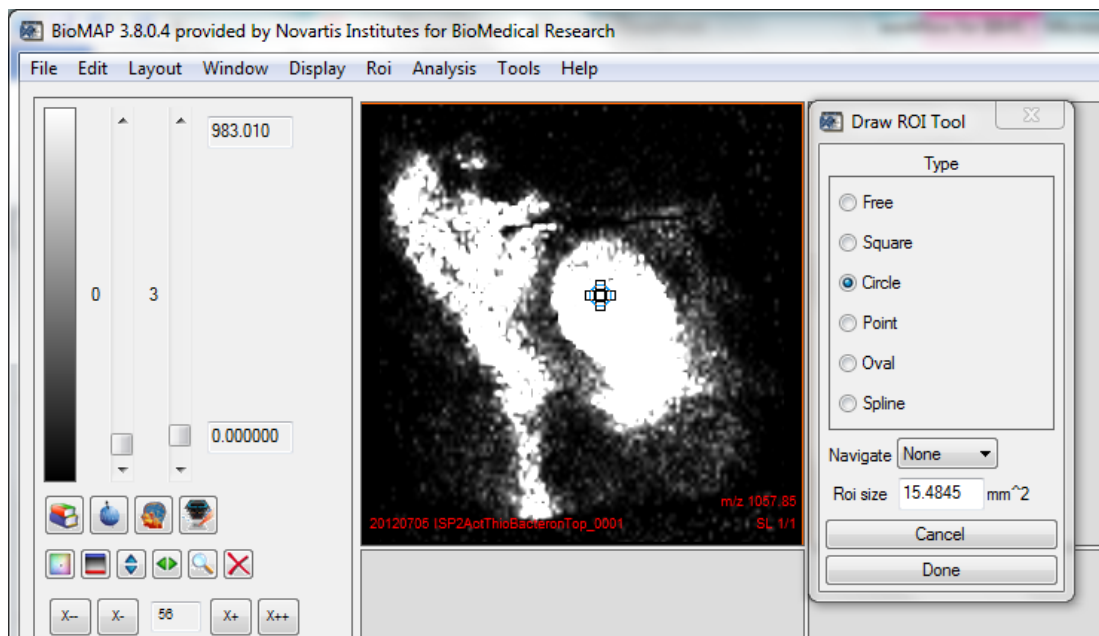 BioMAP 3.8.0.4 provided by Novartis Institutes for BioMedical Research
File Edit Layout Window Display Roi Analysis Tools Help
983.010
0 3
0.000000
X-- X- 56 X+ X++
m/z 1057.85
20120705 ISP2ActThioBacteronTop_0001 SL 1/1
Draw ROI Tool
Type
Free
Square
Circle
Point
Oval
Spline
Navigate None
Roi size 15.4845 mm^2
Cancel
Done